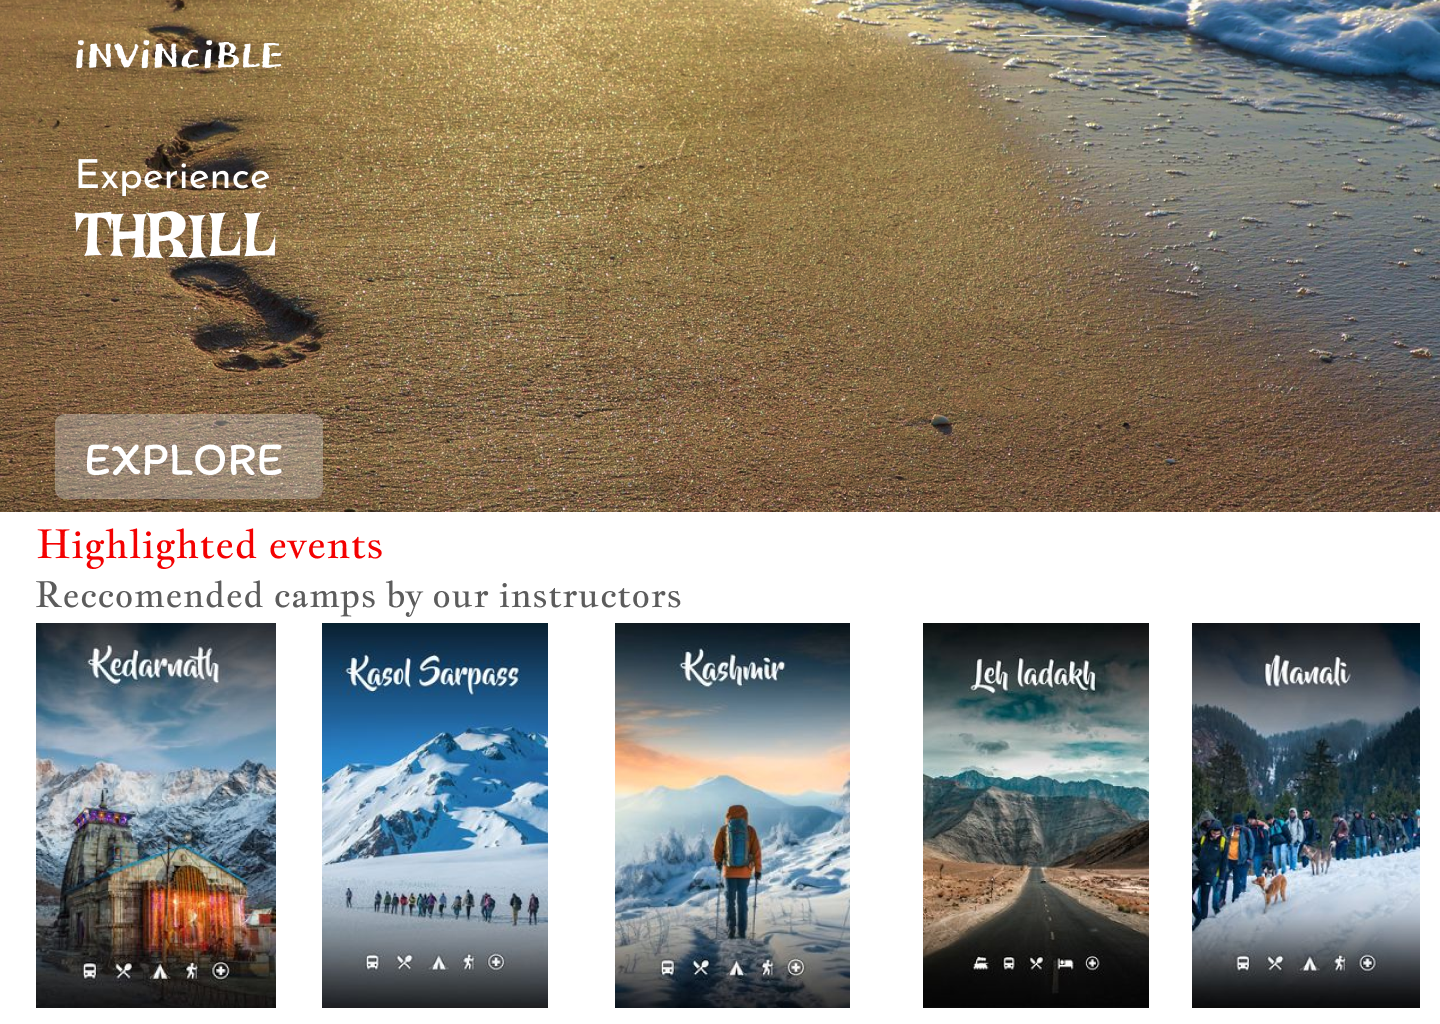 iNViNciBLE
Experience
THRILL
EXPLORE
Highlighted events
Reccomended camps by our instructors
Kedarnath
Kasol Sarpass
Kashmir
Leh ladakh
Manali